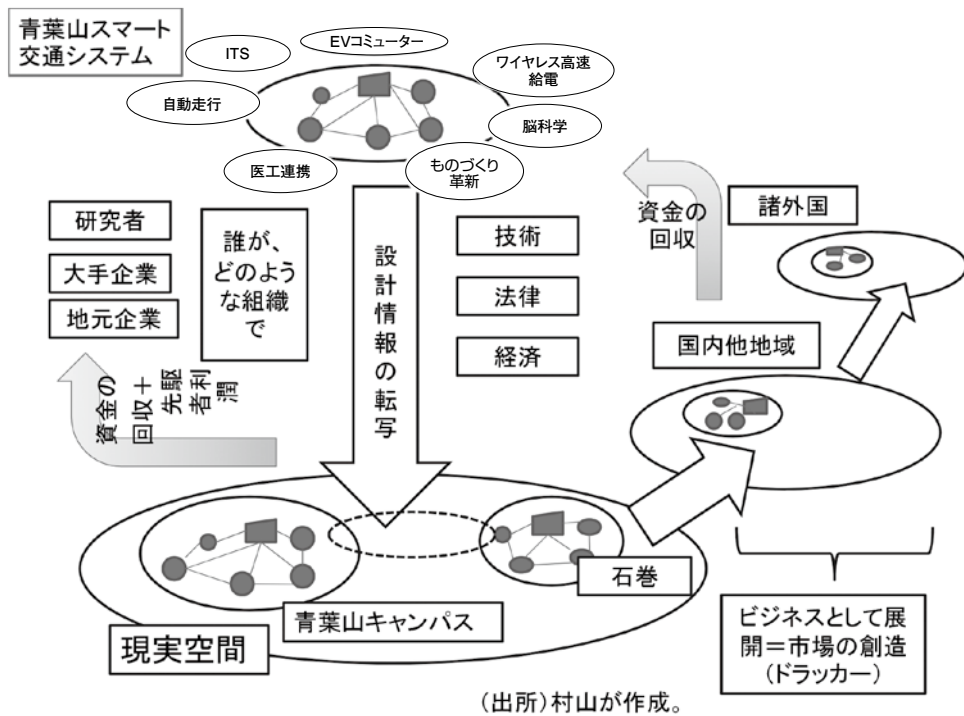 青葉山スマート
交通システム
ITS
EVコミューター
ワイヤレス高速
給電
自動走行
脳科学
医工連携
ものづくり
革新
研究者
大手企業
地元企業
誰が、
どのよう
な組織
で
設計情報の転写
技術
法律
経済
資金の
回収
諸外国
国内他地域
資金の
回収+
先駆
者利
潤
石巻
青葉山キャンパス
現実空間
ビジネスとして展
開=市場の創造
(ドラッカー)
(出所)村山が作成。